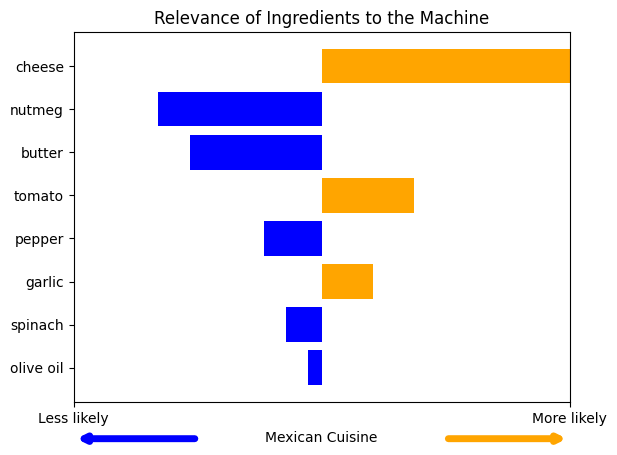 Relevance of Ingredients to the Machine
cheese
nutmeg
butter
tomato
pepper
garlic
spinach
olive oil
Less likely
More likely
Mexican Cuisine